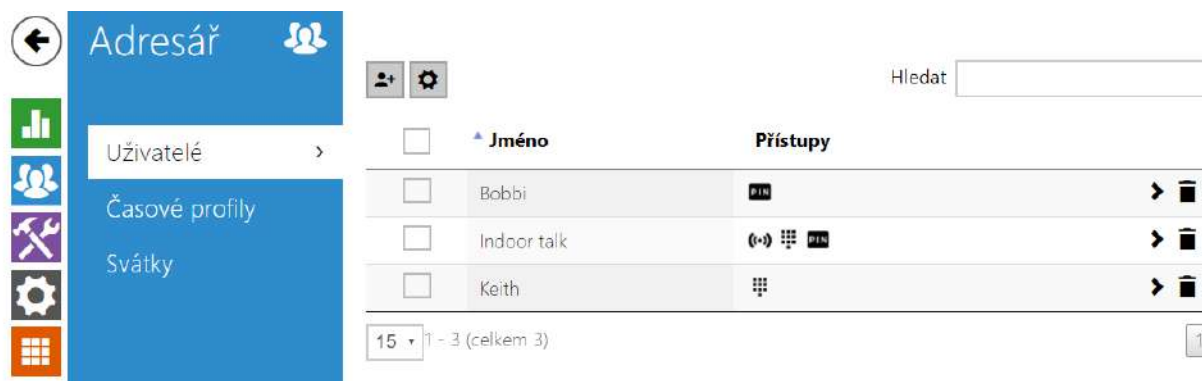 Adresář
Hledat
Jméno Přístupy
Uživatelé
Časové profily
Svátky
Bobbi PIN
Indoor talk PIN
Keith
15 1 - 3 (celkem 3) 1